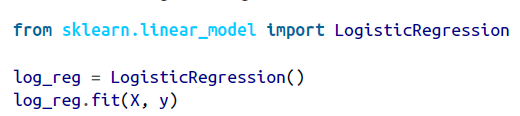 from sklearn.linear_model import LogisticRegression
log_reg = LogisticRegression()
log_reg.fit(X, y)